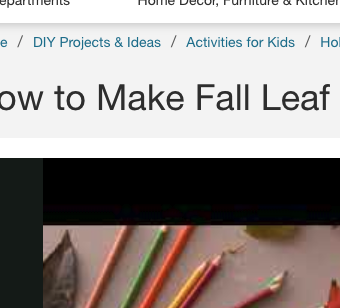 epartments Home Decor, Furniture & Kitchen
e / DIY Projects & Ideas / Activities for Kids / Hol
ow to Make Fall Leaf